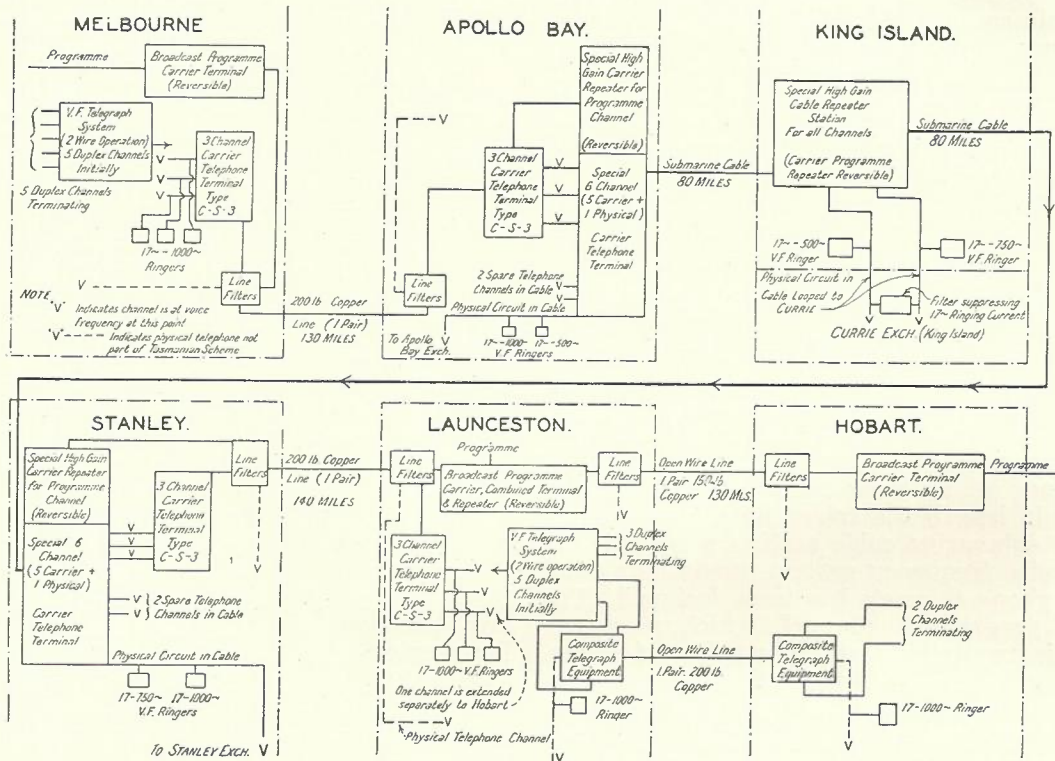 MELBOURNE
Programme
Broadcast Programme
Carrier Terminal
(Reversible)
V.F. Telegraph
System
(2 Wire Operation)
5 Duplex Channels
Initially
5 Duplex Channels
Terminating
V
V
V
3 Channel
Carrier
Telephone
Terminal
Type
C-S-3
17~-1000~
Ringers
V
Line
Filters
NOTE
"V"
Indicates channel is at voice
frequency at this point
"V" Indicates physical telephone not
part of Tasmanian Scheme
200 lb Copper
Line (1 Pair)
130 MILES
APOLLO BAY.
V
Special High
Gain Carrier
Repeater for
Programme
Channel
(Reversible)
3 Channel
Carrier
Telephone
Terminal
Type
C-S-3
V
V
V
Special
6 Channel
(5 Carrier +
1 Physical)
Carrier
Telephone
Terminal
Line
Filters
2 Spare Telephone
Channels in Cable
V
V
Physical Circuit in Cable
To Apollo
Bay Exch.
V
17~-1000~ 17~-500~
V.F. Ringers
Submarine Cable
80 MILES
KING ISLAND.
Special High Gain
Cable Repeater
Station
For all Channels
(Carrier Programme
Repeater Reversible)
Submarine Cable
80 MILES
17~-500~
V.F Ringer
17~-750~
V.F Ringer
Physical Circuit in
Cable Looped to
CURRIE
Filter suppressing
17~ Ringing Current
V
V
CURRIE EXCH (King Island)
STANLEY.
Special High Gain
Carrier Repeater
for Programme
Channel
(Reversible)
Special 6
Channel
(5 Carrier +
1 Physical)
Carrier
Telephone
Terminal
3 Channel
Carrier
Telephone
Terminal
Type
C-S-3
V
V
V
Line
Filters
V
V
V
2 Spare Telephone
Channels in Cable
Physical Circuit in Cable
17-750~ 17-1000~
V.F. Ringers
To STANLEY EXCH. V
200 lb. Copper
Line (1 Pair)
140 MILES
LAUNCESTON.
Programme
Line
Filters
Broadcast Programme
Carrier, Combined Terminal
& Repeater (Reversible)
Line
Filters
V
3 Channel
Carrier
Telephone
Terminal
Type
C-S-3
V
V
V
V.F Telegraph
System
(2 Wire operation)
5 Duplex
Channels
Initially
3 Duplex
Channels
Terminating
17-1000~ V.F. Ringers
One channel is extended
separately to Hobart
V
Physical Telephone Channel
Composite
Telegraph
Equipment
17-1000~
Ringer
V
Open Wire Line
1 Pair 150 lb
Copper 130 Mls.
Open Wire Line
1. Pair. 200 lb.
Copper
HOBART.
Line
Filters
Broadcast Programme
Carrier Terminal
(Reversible)
Programme
V
2 Duplex
Channels
Terminating
Composite
Telegraph
Equipment
17-1000~ Ringer
V